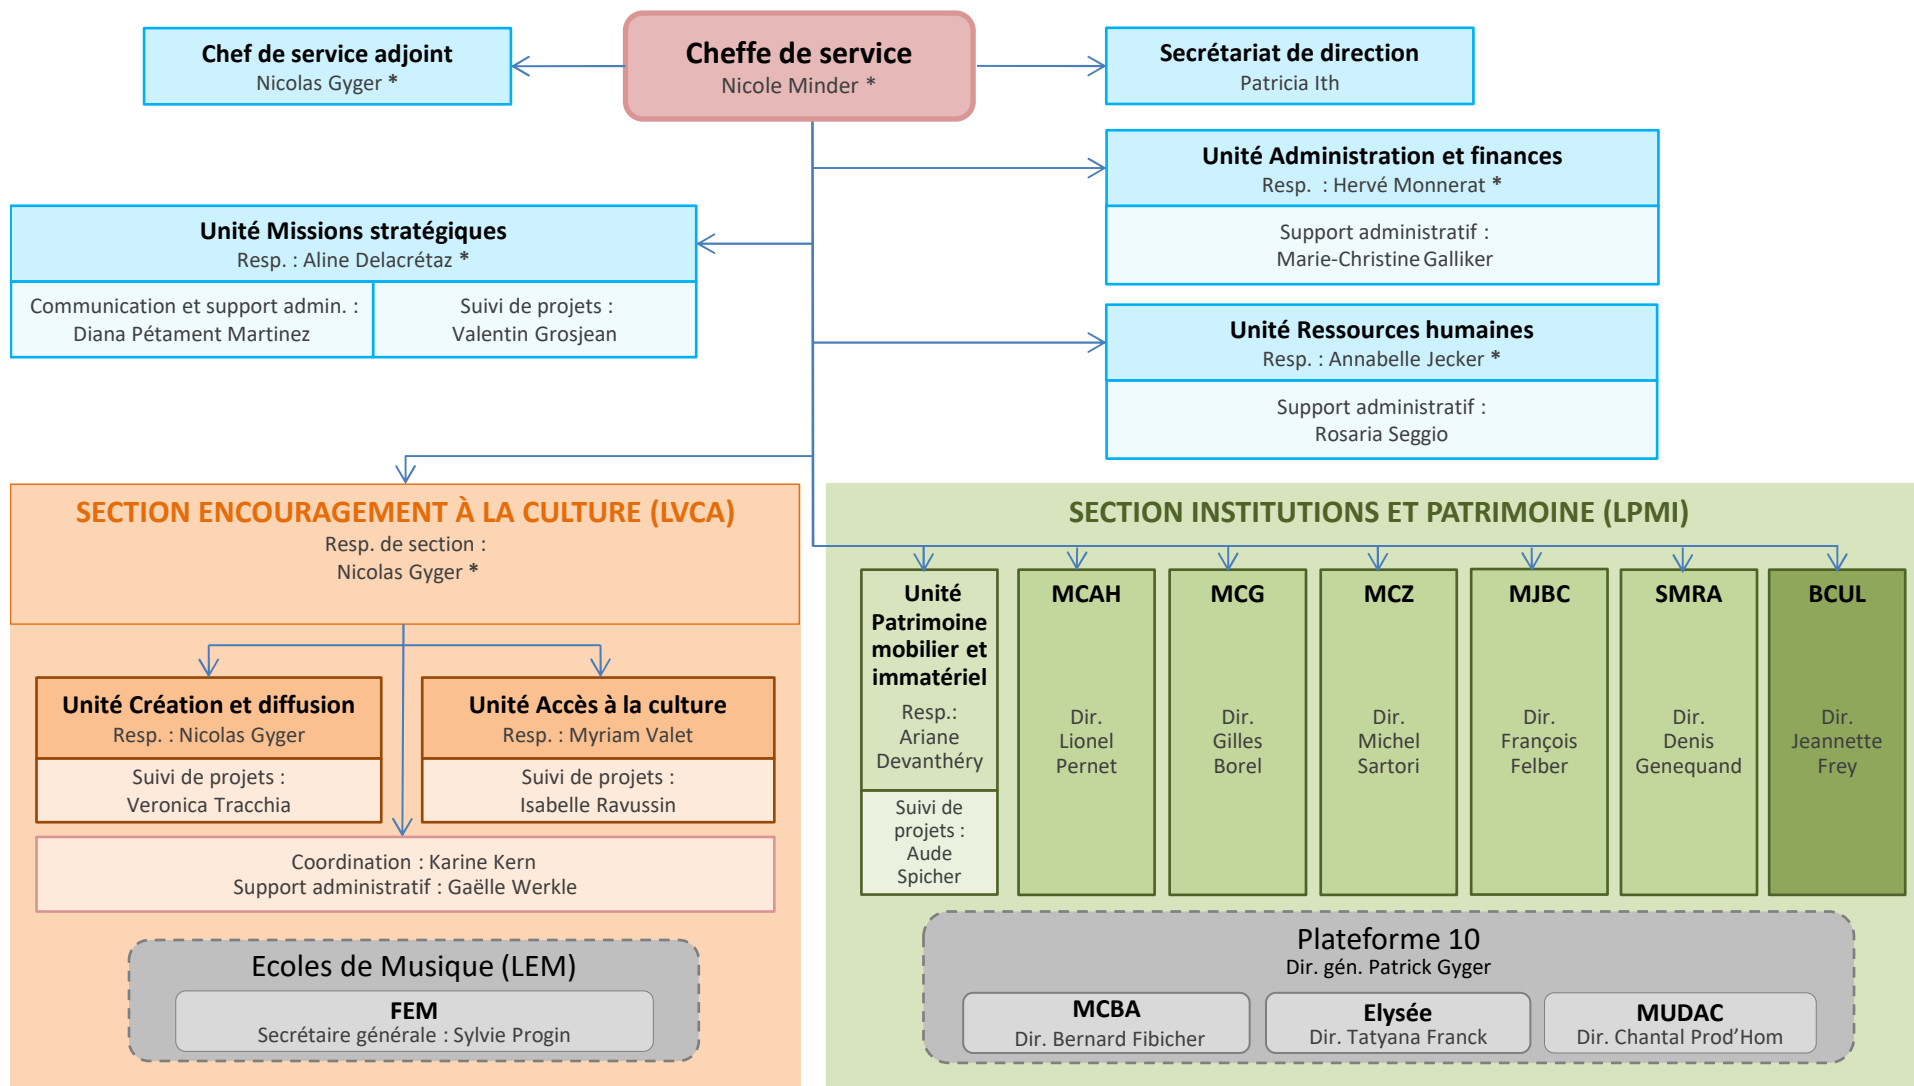 Chef de service adjoint
Nicolas Gyger *
Cheffe de service
Nicole Minder *
Secrétariat de direction
Patricia Ith
Unité Administration et finances
Resp. : Hervé Monnerat *
Support administratif :
Marie-Christine Galliker
Unité Missions stratégiques
Resp. : Aline Delacrétaz *
Communication et support admin. :
Diana Pétament Martinez
Suivi de projets :
Valentin Grosjean
Unité Ressources humaines
Resp. : Annabelle Jecker *
Support administratif :
Rosaria Seggio
SECTION ENCOURAGEMENT À LA CULTURE (LVCA)
Resp. de section :
Nicolas Gyger *
Unité Création et diffusion
Resp. : Nicolas Gyger
Suivi de projets :
Veronica Tracchia
Unité Accès à la culture
Resp. : Myriam Valet
Suivi de projets :
Isabelle Ravussin
Coordination : Karine Kern
Support administratif : Gaëlle Werkle
Ecoles de Musique (LEM)
FEM
Secrétaire générale : Sylvie Progin
SECTION INSTITUTIONS ET PATRIMOINE (LPMI)
Unité
Patrimoine
mobilier et
immatériel
Resp.:
Ariane
Devanthéry
Suivi de
projets :
Aude
Spicher
MCAH
Dir.
Lionel
Pernet
MCG
Dir.
Gilles
Borel
MCZ
Dir.
Michel
Sartori
MJBC
Dir.
François
Felber
SMRA
Dir.
Denis
Genequand
BCUL
Dir.
Jeannette
Frey
Plateforme 10
Dir. gén. Patrick Gyger
MCBA
Dir. Bernard Fibicher
Elysée
Dir. Tatyana Franck
MUDAC
Dir. Chantal Prod'Hom